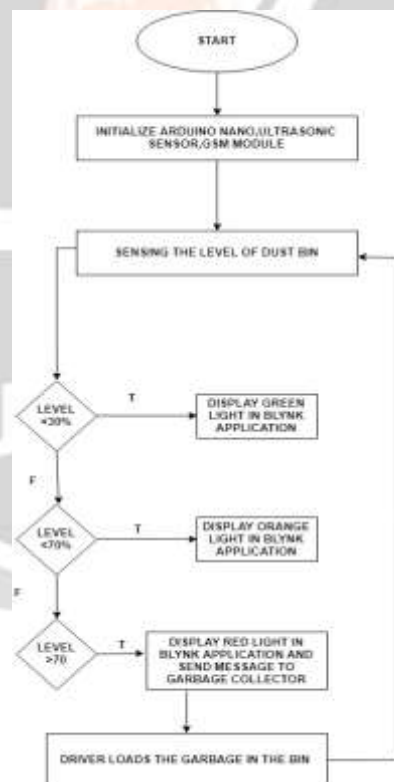 START
INITIALIZE ARDUINO NANO,ULTRASONIC
SENSOR,GSM MODULE
SENSING THE LEVEL OF DUST BIN
LEVEL
<30%
T
DISPLAY GREEN
LIGHT IN BLYNK
APPLICATION
F
LEVEL
<70%
T
DISPLAY ORANGE
LIGHT IN BLYNK
APPLICATION
F
LEVEL
>70
T
DISPLAY RED LIGHT IN
BLYNK APPLICATION AND
SEND MESSAGE TO
GARBAGE COLLECTOR
DRIVER LOADS THE GARBAGE IN THE BIN